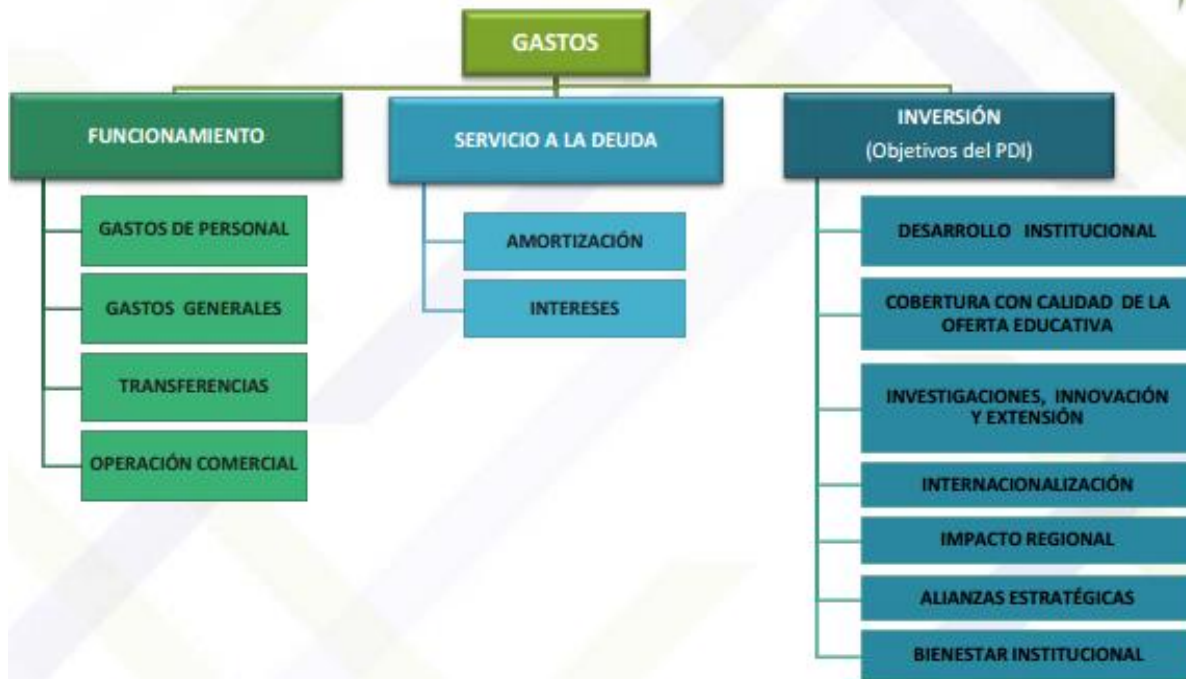 GASTOS
FUNCIONAMIENTO
GASTOS DE PERSONAL
GASTOS GENERALES
TRANSFERENCIAS
OPERACIÓN COMERCIAL
SERVICIO A LA DEUDA
AMORTIZACIÓN
INTERESES
INVERSIÓN
(Objetivos del PDI)
DESARROLLO INSTITUCIONAL
COBERTURA CON CALIDAD DE LA
OFERTA EDUCATIVA
INVESTIGACIONES, INNOVACIÓN
Y EXTENSIÓN
INTERNACIONALIZACIÓN
IMPACTO REGIONAL
ALIANZAS ESTRATÉGICAS
BIENESTAR INSTITUCIONAL